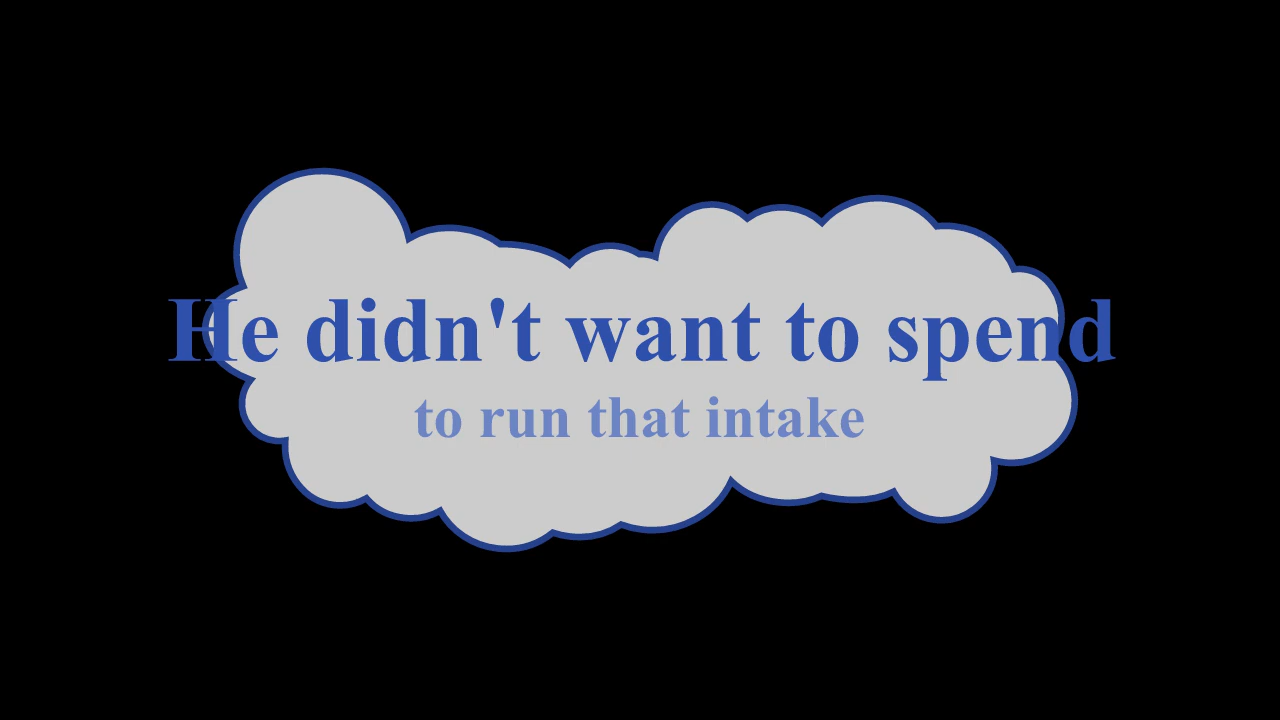 He didn't want to spend
to run that intake